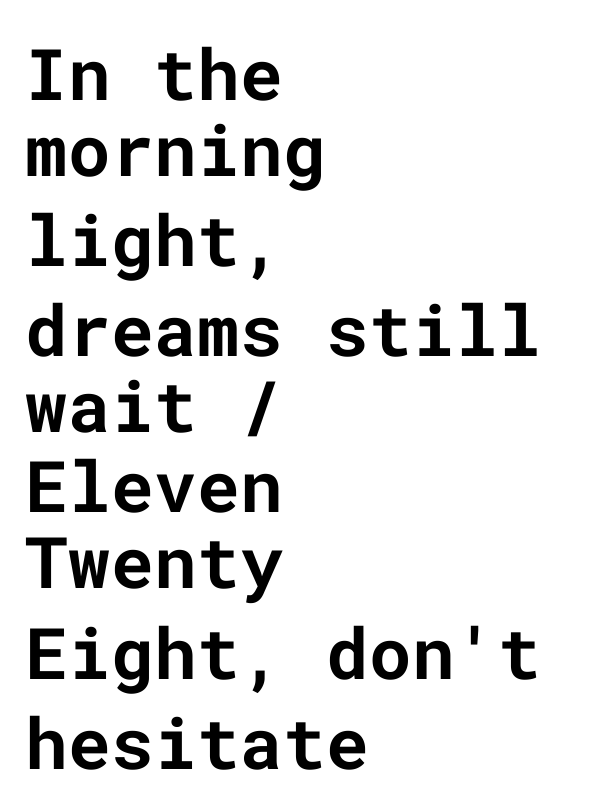 In the
morning
light,
dreams still
wait /
Eleven
Twenty
Eight, don't
hesitate